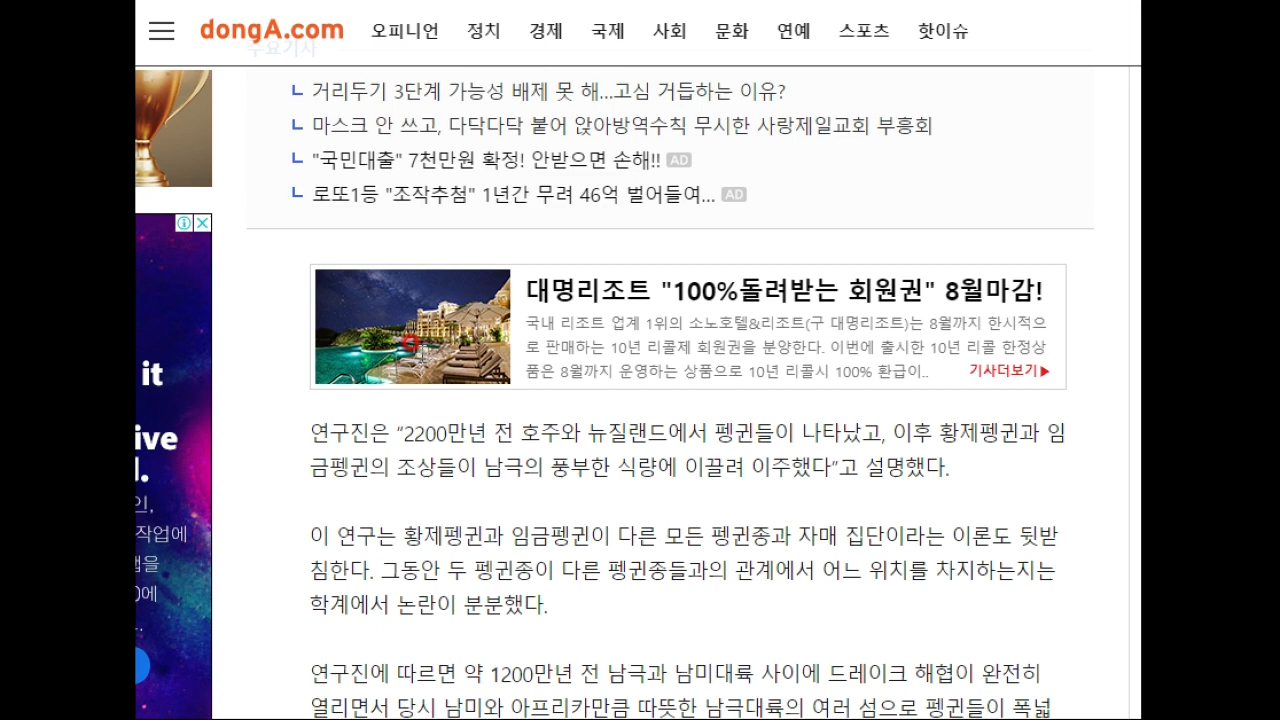 dongA.com 오피니언 정치 경제 국제 사회 문화 연예 스포츠 핫이슈
주요기사
거리두기 3단계 가능성 배제 못 해...고심 거듭하는 이유?
마스크 안 쓰고, 다닥다닥 붙어 앉아방역수칙 무시한 사랑제일교회 부흥회
"국민대출" 7천만원 확정! 안받으면 손해!! AD
로또1등 "조작추첨" 1년간 무려 46억 벌어들여... AD
대명리조트 "100%돌려받는 회원권" 8월마감!
국내 리조트 업계 1위의 소노호텔&리조트(구 대명리조트)는 8월까지 한시적으
로 판매하는 10년 리콜제 회원권을 분양한다. 이번에 출시한 10년 리콜 한정상
품은 8월까지 운영하는 상품으로 10년 리콜시 100% 환급이..
기사더보기▶
연구진은 “2200만년 전 호주와 뉴질랜드에서 펭귄들이 나타났고, 이후 황제펭귄과 임
금펭귄의 조상들이 남극의 풍부한 식량에 이끌려 이주했다”고 설명했다.
이 연구는 황제펭귄과 임금펭귄이 다른 모든 펭귄종과 자매 집단이라는 이론도 뒷받
침한다. 그동안 두 펭귄종이 다른 펭귄종들과의 관계에서 어느 위치를 차지하는지는
학계에서 논란이 분분했다.
연구진에 따르면 약 1200만년 전 남극과 남미대륙 사이에 드레이크 해협이 완전히
열리면서 당시 남미와 아프리카만큼 따뜻한 남극대륙의 여러 섬으로 펭귄들이 폭넓
it
ive
d.
인,
작업에
앱을
0에
..